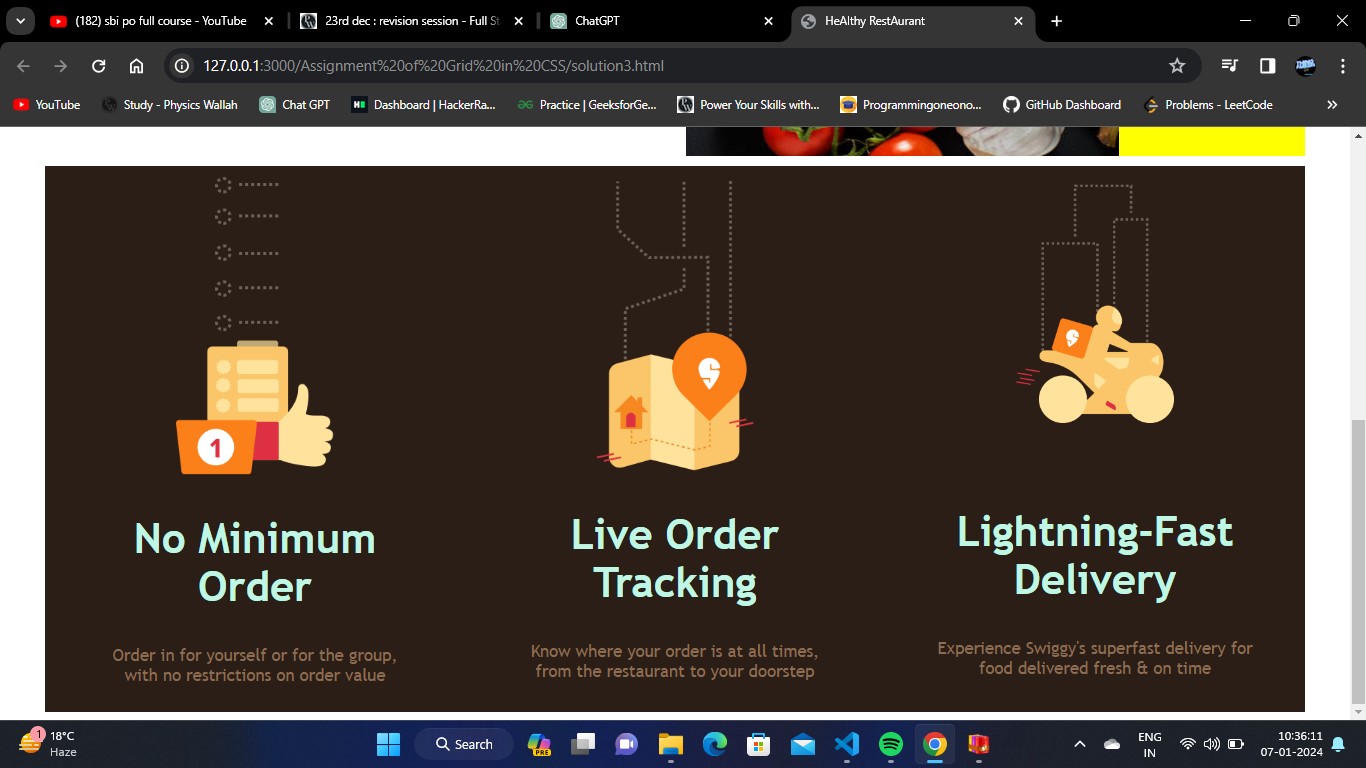 (182) sbi po full course - YouTube
23rd dec : revision session - Full St
ChatGPT
HeAlthy RestAurant
127.0.0.1:3000/Assignment%20of%20Grid%20in%20CSS/solution3.html
YouTube
Study - Physics Wallah
Chat GPT
Dashboard | HackerRa...
Practice | GeeksforGe...
Power Your Skills with...
Programmingoneono...
GitHub Dashboard
Problems - LeetCode
1
No Minimum
Order
Order in for yourself or for the group,
with no restrictions on order value
Live Order
Tracking
Know where your order is at all times,
from the restaurant to your doorstep
Lightning-Fast
Delivery
Experience Swiggy's superfast delivery for
food delivered fresh & on time
1
18°C
Haze
Search
PRE
ENG
IN
10:36:11
07-01-2024